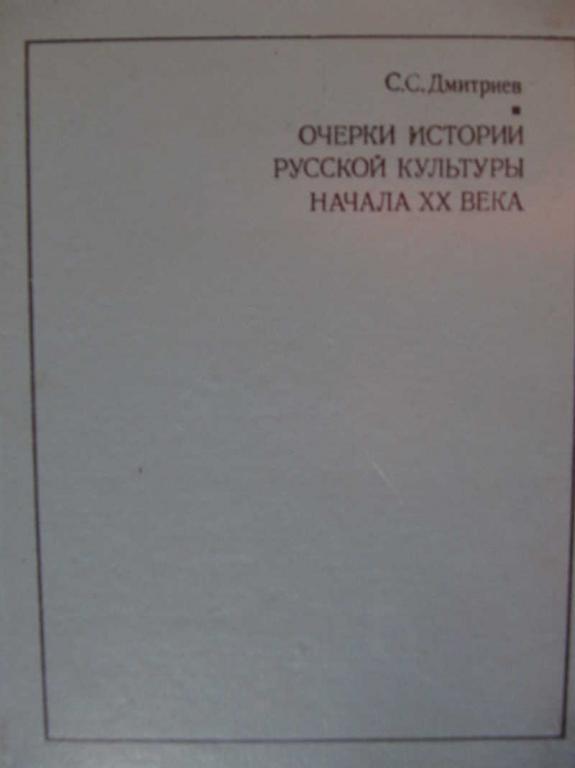 С.С.Дмитриев
ОЧЕРКИ ИСТОРИИ
РУССКОЙ КУЛЬТУРЫ
НАЧАЛА XX ВЕКА